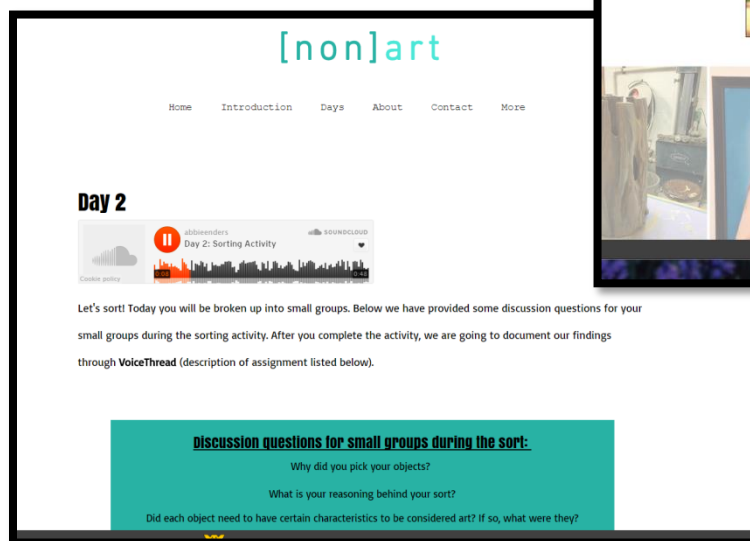 [non]art
Home Introduction Days About Contact More
Day 2
abbieenders
SOUNDCLOUD
Day 2: Sorting Activity
Cookie policy
0:08
0:48
Let's sort! Today you will be broken up into small groups. Below we have provided some discussion questions for your
small groups during the sorting activity. After you complete the activity, we are going to document our findings
through VoiceThread (description of assignment listed below).
Discussion questions for small groups during the sort:
Why did you pick your objects?
What is your reasoning behind your sort?
Did each object need to have certain characteristics to be considered art? If so, what were they?